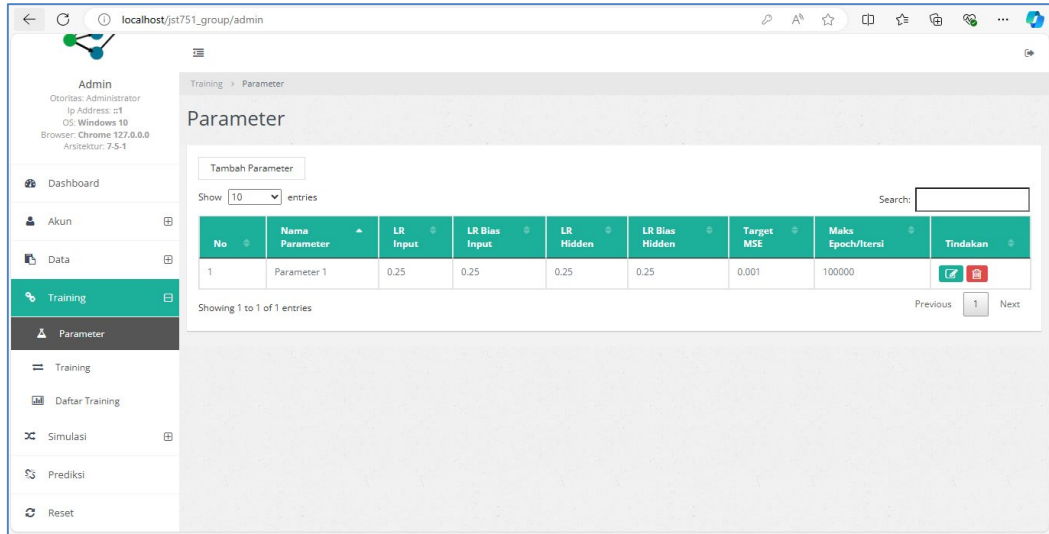 localhost/jst751_group/admin
Admin
Otoritas: Administrator
Ip Address: ::1
OS: Windows 10
Browser: Chrome 127.0.0.0
Arsitektur: 7-5-1
Dashboard
Akun
Data
Training
Parameter
Training
Daftar Training
Simulasi
Prediksi
Reset
Training > Parameter
Parameter
Tambah Parameter
Show 10 entries
Search:
No Nama Parameter LR Input LR Bias Input LR Hidden LR Bias Hidden Target MSE Maks Epoch/Itersi Tindakan
1 Parameter 1 0.25 0.25 0.25 0.25 0.001 100000
Showing 1 to 1 of 1 entries
Previous 1 Next